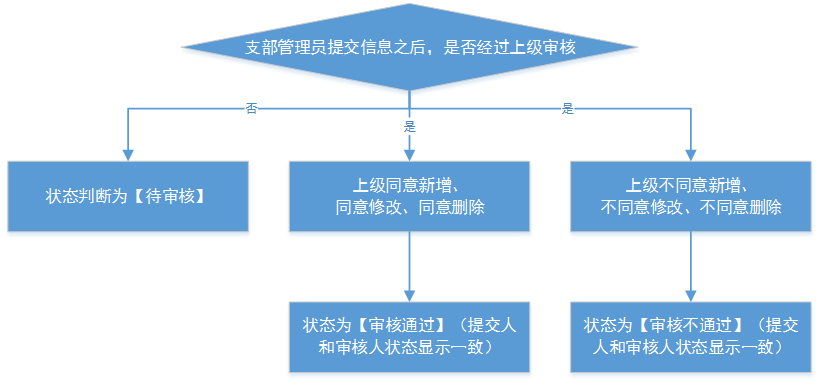 支部管理员提交信息之后，是否经过上级审核
否
是
是
状态判断为【待审核】
上级同意新增、
同意修改、同意删除
上级不同意新增、
不同意修改、不同意删除
状态为【审核通过】（提交人
和审核人状态显示一致）
状态为【审核不通过】（提交
人和审核人状态显示一致）